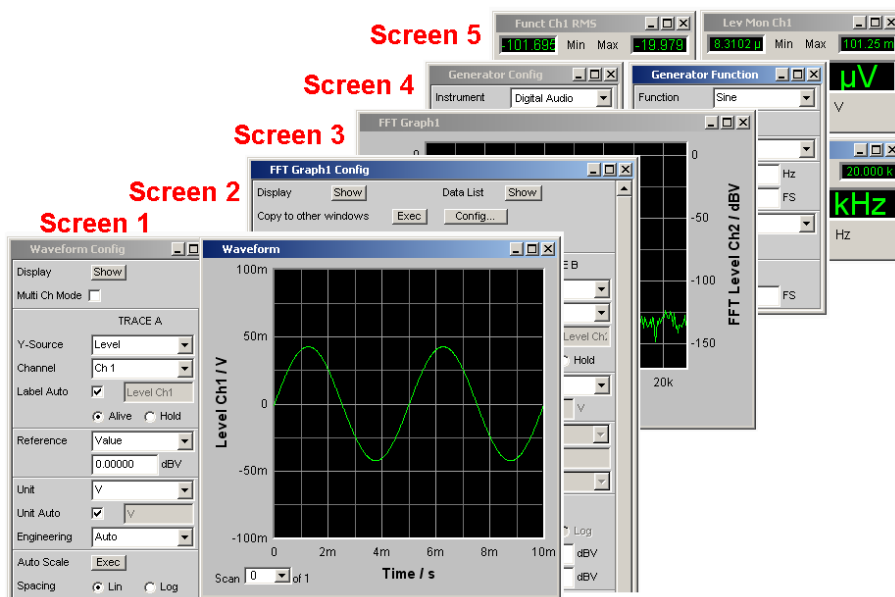 Screen 5
Funct Ch1 RMS
-101.695 Min Max -19.979
Lev Mon Ch1
8.3102 µ Min Max 101.25 m
µV
V
Screen 4
Generator Config
Instrument Digital Audio
Generator Function
Function Sine
Hz
FS
FS
20.000 k
kHz
Hz
Screen 3
FFT Graph1
0
0
-50
-100
-150
FFT Level Ch2 / dBV
20k
Screen 2
FFT Graph1 Config
Display Show Data List Show
Copy to other windows Exec Config...
E B
Level Ch
Hold
V
Log
dBV
dBV
Screen 1
Waveform Config
Display Show
Multi Ch Mode
TRACE A
Y-Source Level
Channel Ch 1
Label Auto Level Ch1
Alive Hold
Reference Value
0.00000 dBV
Unit V
Unit Auto V
Engineering Auto
Auto Scale Exec
Spacing Lin Log
Waveform
100m
50m
0
-50m
-100m
Level Ch1 / V
0 2m 4m 6m 8m 10m
Time / s
Scan 0 of 1